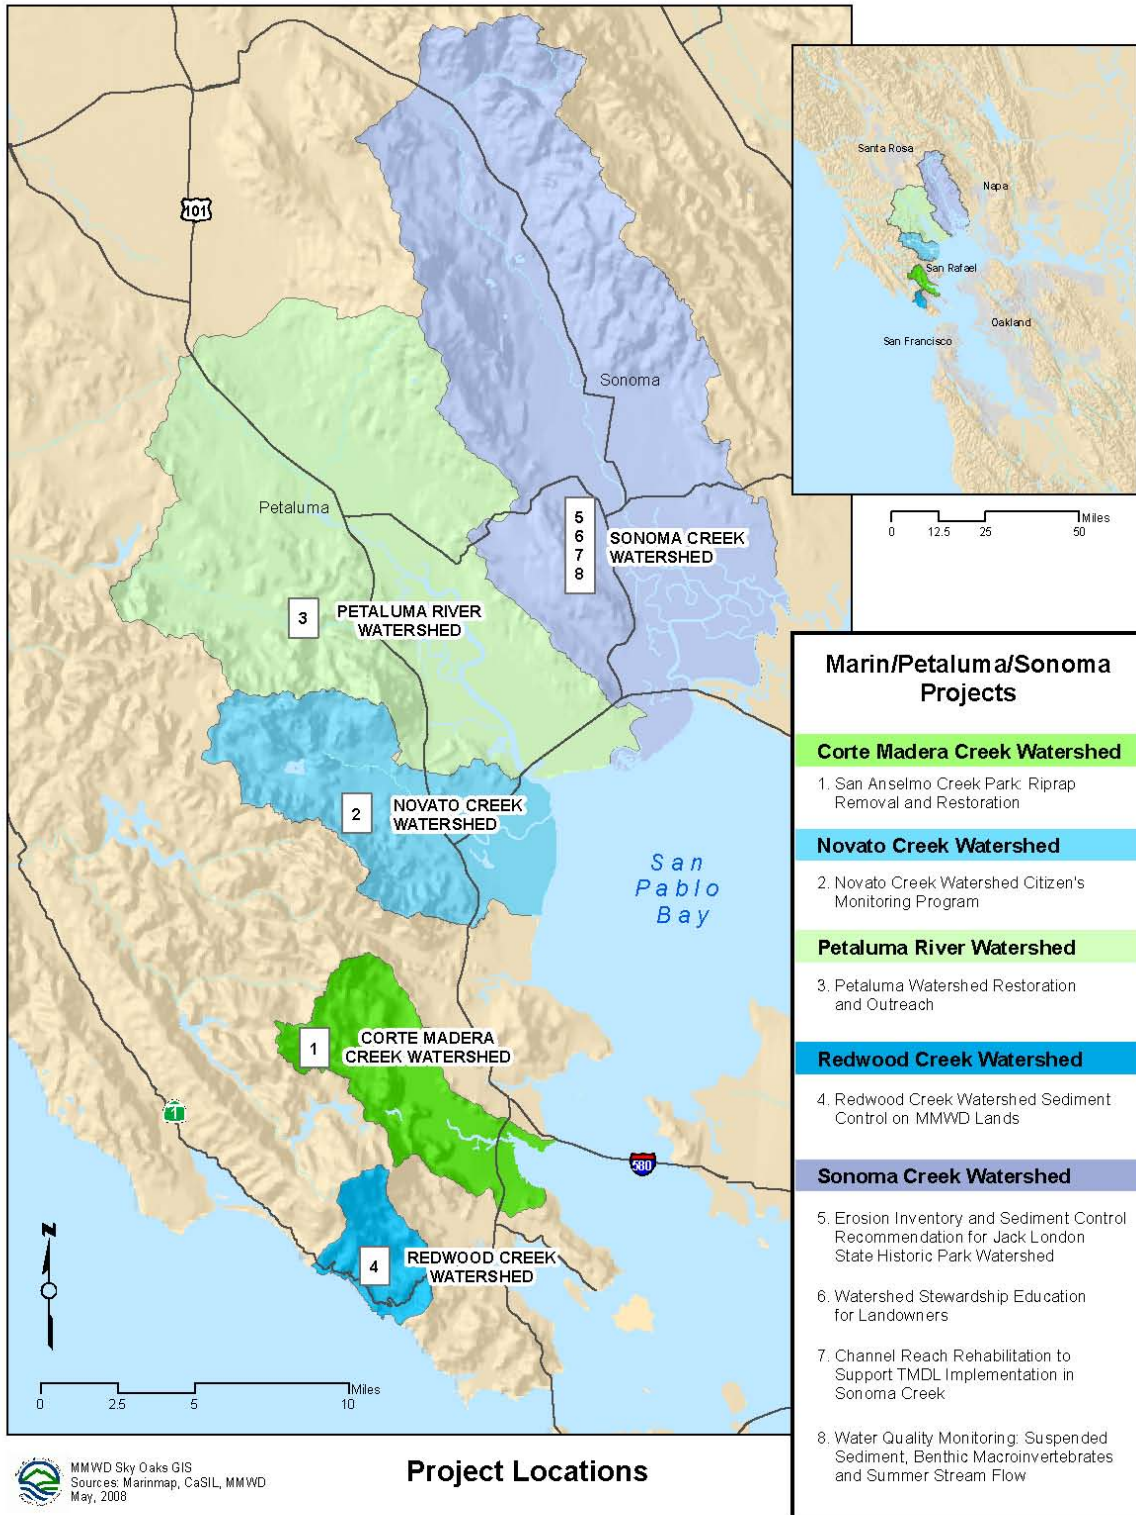 101
Sonoma
Petaluma
5
6
7
8
SONOMA CREEK
WATERSHED
3
PETALUMA RIVER
WATERSHED
2
NOVATO CREEK
WATERSHED
San
Pablo
Bay
1
CORTE MADERA
CREEK WATERSHED
1
580
4
REDWOOD CREEK
WATERSHED
N
Miles
0 2.5 5 10
Santa Rosa
Napa
San Rafael
Oakland
San Francisco
Miles
0 12.5 25 50
Marin/Petaluma/Sonoma
Projects
Corte Madera Creek Watershed
1. San Anselmo Creek Park: Riprap
Removal and Restoration
Novato Creek Watershed
2. Novato Creek Watershed Citizen's
Monitoring Program
Petaluma River Watershed
3. Petaluma Watershed Restoration
and Outreach
Redwood Creek Watershed
4. Redwood Creek Watershed Sediment
Control on MMWD Lands
Sonoma Creek Watershed
5. Erosion Inventory and Sediment Control
Recommendation for Jack London
State Historic Park Watershed
6. Watershed Stewardship Education
for Landowners
7. Channel Reach Rehabilitation to
Support TMDL Implementation in
Sonoma Creek
8. Water Quality Monitoring: Suspended
Sediment, Benthic Macroinvertebrates
and Summer Stream Flow
MMWD Sky Oaks GIS
Sources: Marinmap, CaSIL, MMWD
May, 2008
Project Locations